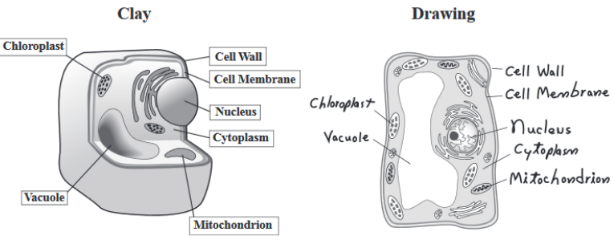 Clay
Drawing
Chloroplast
Cell Wall
Cell Membrane
Nucleus
Cytoplasm
Vacuole
Mitochondrion
Cell Wall
Cell Membrane
Chloroplast
Nucleus
Vacuole
Cytoplasm
Mitochondrion